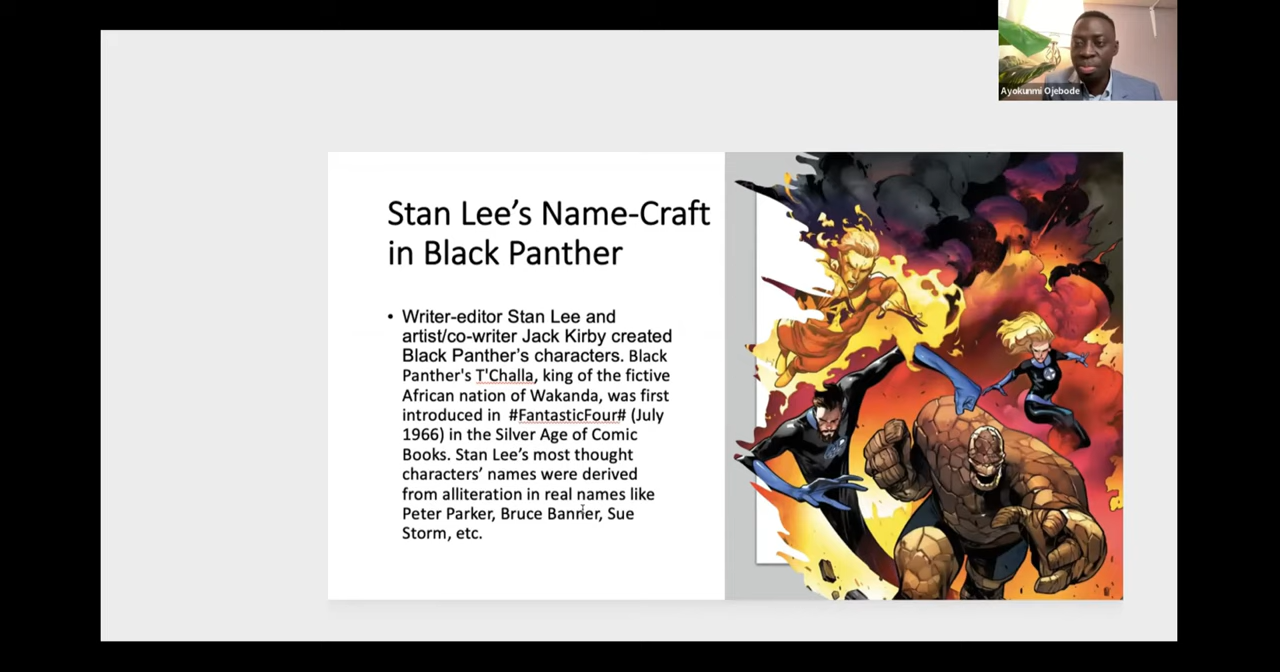 Ayokunmi Ojebode
Stan Lee's Name-Craft
in Black Panther
• Writer-editor Stan Lee and
artist/co-writer Jack Kirby created
Black Panther's characters. Black
Panther's T'Challa, king of the fictive
African nation of Wakanda, was first
introduced in #FantasticFour# (July
1966) in the Silver Age of Comic
Books. Stan Lee's most thought
characters' names were derived
from alliteration in real names like
Peter Parker, Bruce Banner, Sue
Storm, etc.